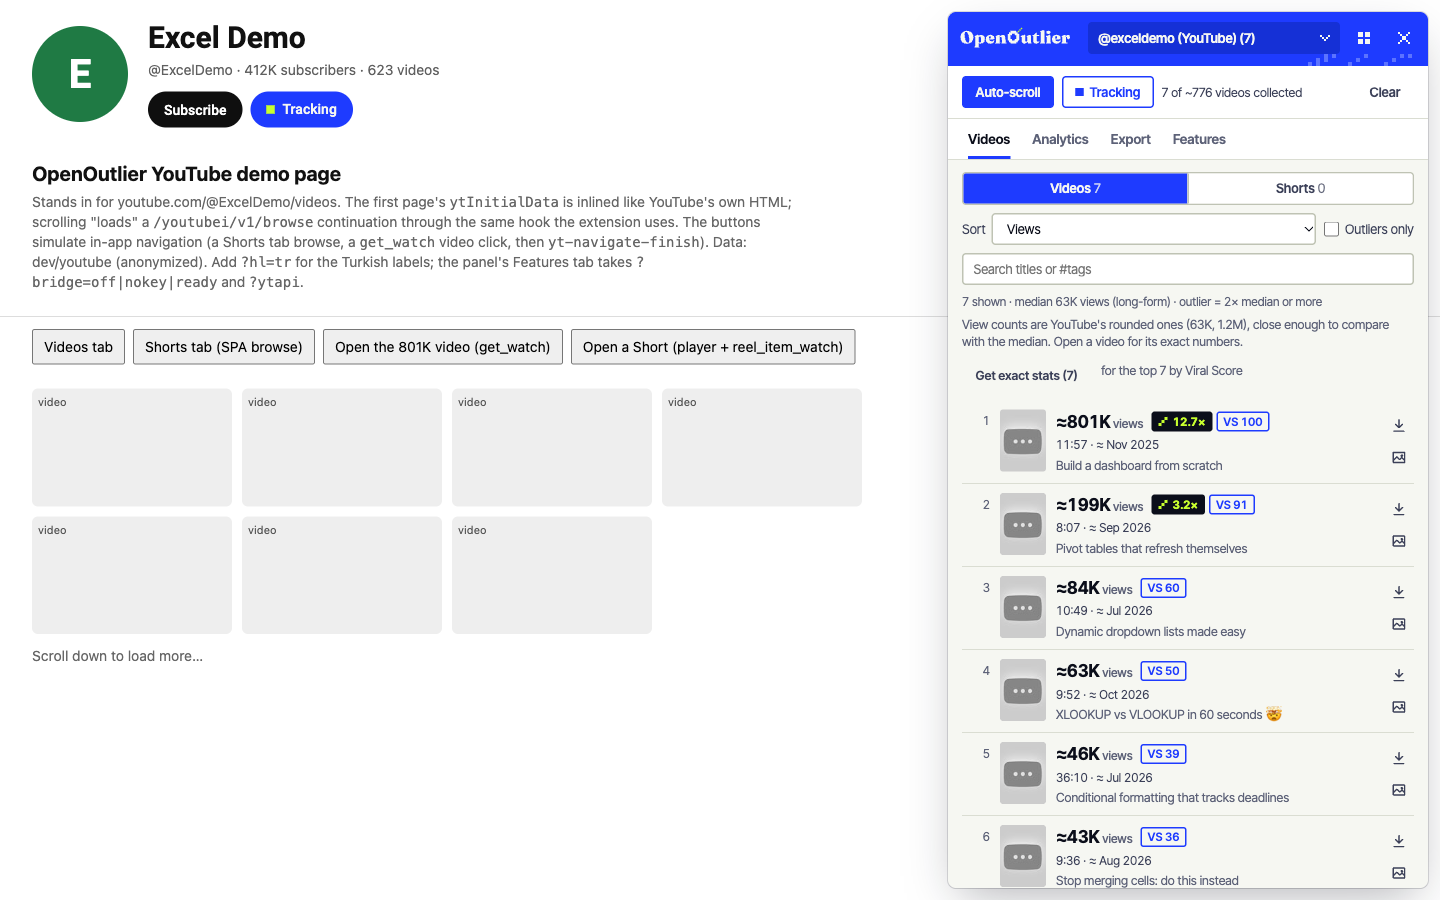 E
Excel Demo
@ExcelDemo · 412K subscribers · 623 videos
Subscribe
Tracking
OpenOutlier YouTube demo page
Stands in for youtube.com/@ExcelDemo/videos. The first page's ytInitialData is inlined like YouTube's own HTML;
scrolling "loads" a /youtubei/v1/browse continuation through the same hook the extension uses. The buttons
simulate in-app navigation (a Shorts tab browse, a get_watch video click, then yt-navigate-finish). Data:
dev/youtube (anonymized). Add ?hl=tr for the Turkish labels; the panel's Features tab takes ?
bridge=off|nokey|ready and ?ytapi.
Videos tab
Shorts tab (SPA browse)
Open the 801K video (get_watch)
Open a Short (player + reel_item_watch)
video
video
video
video
video
video
video
Scroll down to load more...
OpenOutlier
@exceldemo (YouTube) (7)
Auto-scroll
Tracking
7 of ~776 videos collected
Clear
Videos
Analytics
Export
Features
Videos 7
Shorts 0
Sort
Views
Outliers only
Search titles or #tags
7 shown · median 63K views (long-form) · outlier = 2× median or more
View counts are YouTube's rounded ones (63K, 1.2M), close enough to compare
with the median. Open a video for its exact numbers.
Get exact stats (7)
for the top 7 by Viral Score
1
≈801K views
12.7×
VS 100
11:57 · ≈ Nov 2025
Build a dashboard from scratch
2
≈199K views
3.2×
VS 91
8:07 · ≈ Sep 2026
Pivot tables that refresh themselves
3
≈84K views
VS 60
10:49 · ≈ Jul 2026
Dynamic dropdown lists made easy
4
≈63K views
VS 50
9:52 · ≈ Oct 2026
XLOOKUP vs VLOOKUP in 60 seconds 🤯
5
≈46K views
VS 39
36:10 · ≈ Jul 2026
Conditional formatting that tracks deadlines
6
≈43K views
VS 36
9:36 · ≈ Aug 2026
Stop merging cells: do this instead